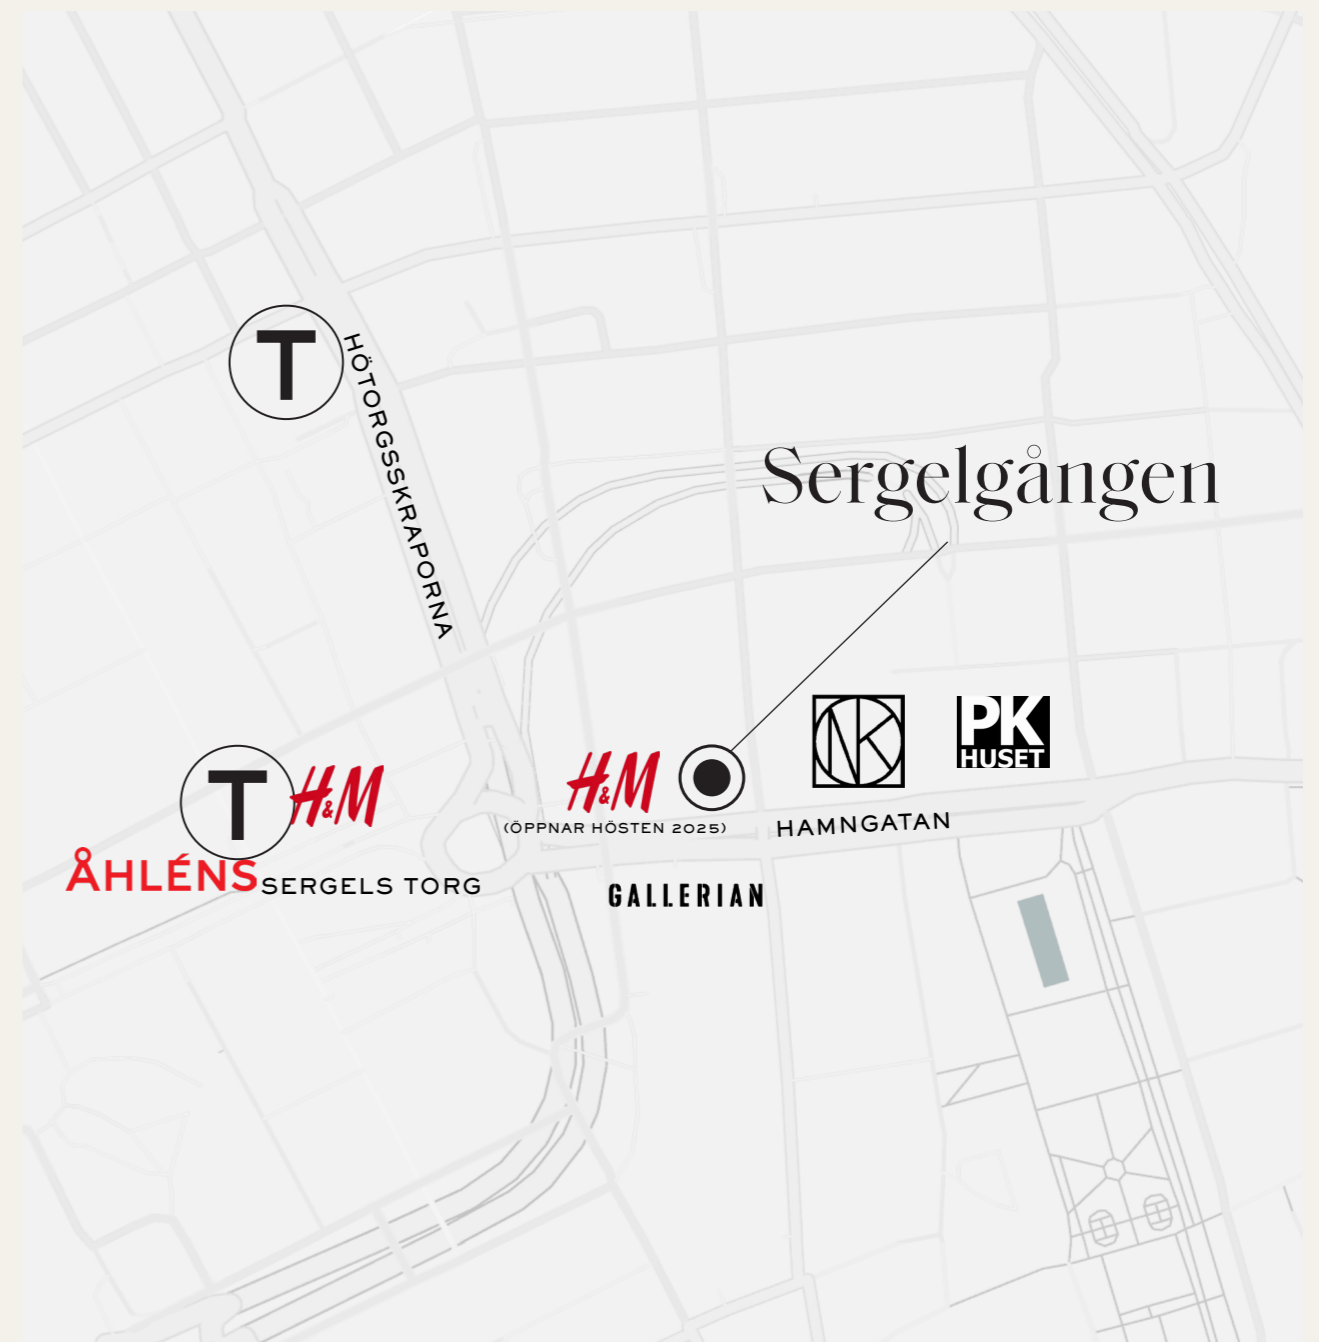 T
HÖTORGSSKRAPORNA
Sergelgången
NK
PK
HUSET
T
H&M
H&M
(ÖPPNAR HÖSTEN 2025)
HAMNGATAN
ÅHLÉNS
SERGELS TORG
GALLERIAN